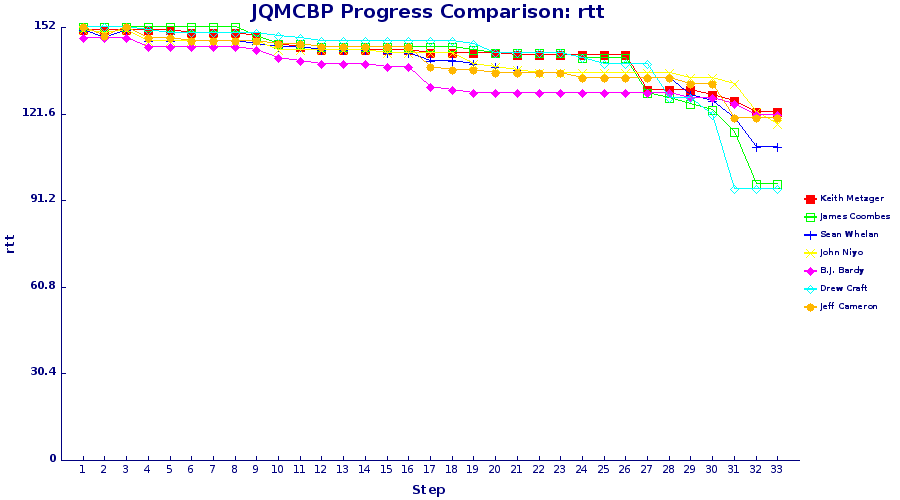 JQMCBP Progress Comparison: rtt
152
121.6
91.2
60.8
30.4
0
rtt
1 2 3 4 5 6 7 8 9 10 11 12 13 14 15 16 17 18 19 20 21 22 23 24 25 26 27 28 29 30 31 32 33
Step
Keith Metzger
James Coombes
Sean Whelan
John Niyo
B.J. Bardy
Drew Craft
Jeff Cameron